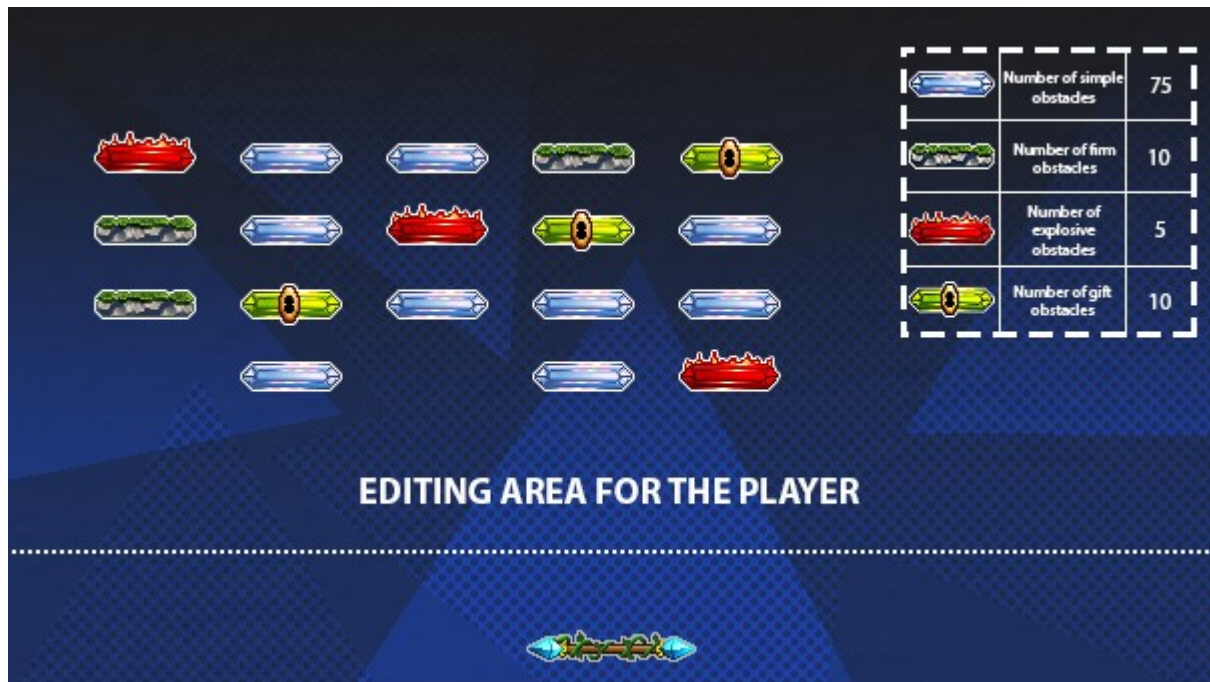 Number of simple
obstacles
75
Number of firm
obstacles
10
Number of
explosive
obstacles
5
Number of gift
obstacles
10
EDITING AREA FOR THE PLAYER